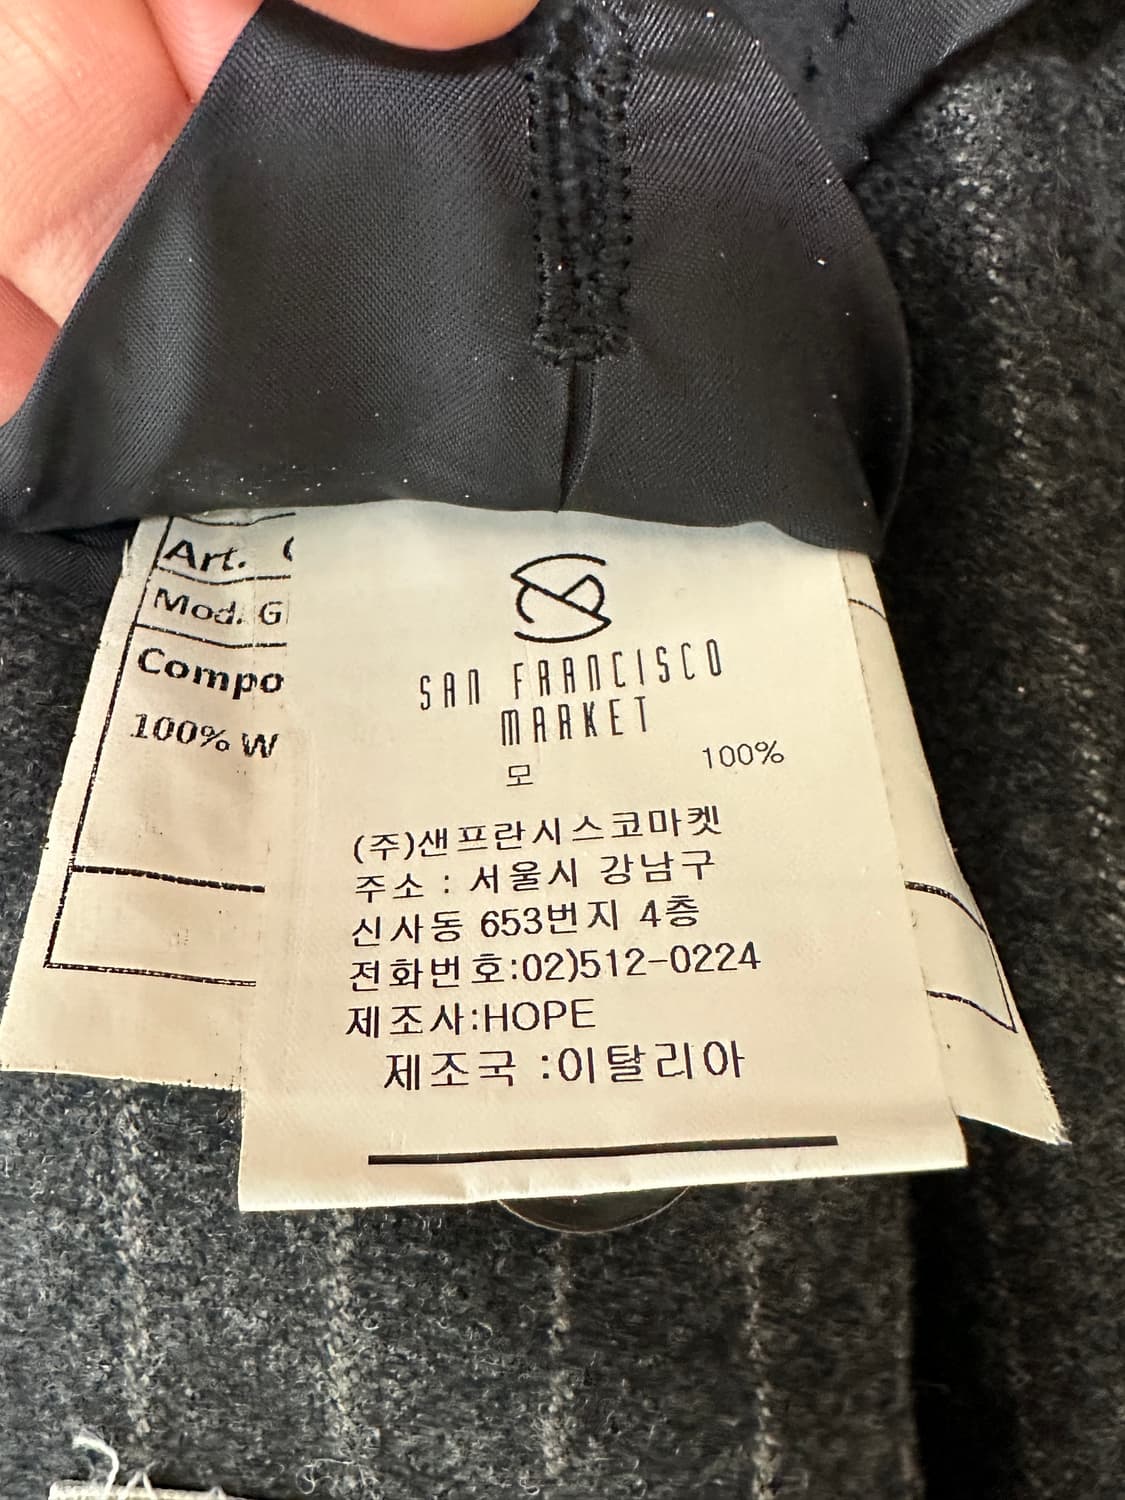 Art.
Mod. G
Compo
100% W
SAN FRANCISCO
MARKET
모 100%
(주)샌프란시스코마켓
주소 : 서울시 강남구
신사동 653번지 4층
전화번호:02)512-0224
제조사:HOPE
제조국 :이탈리아